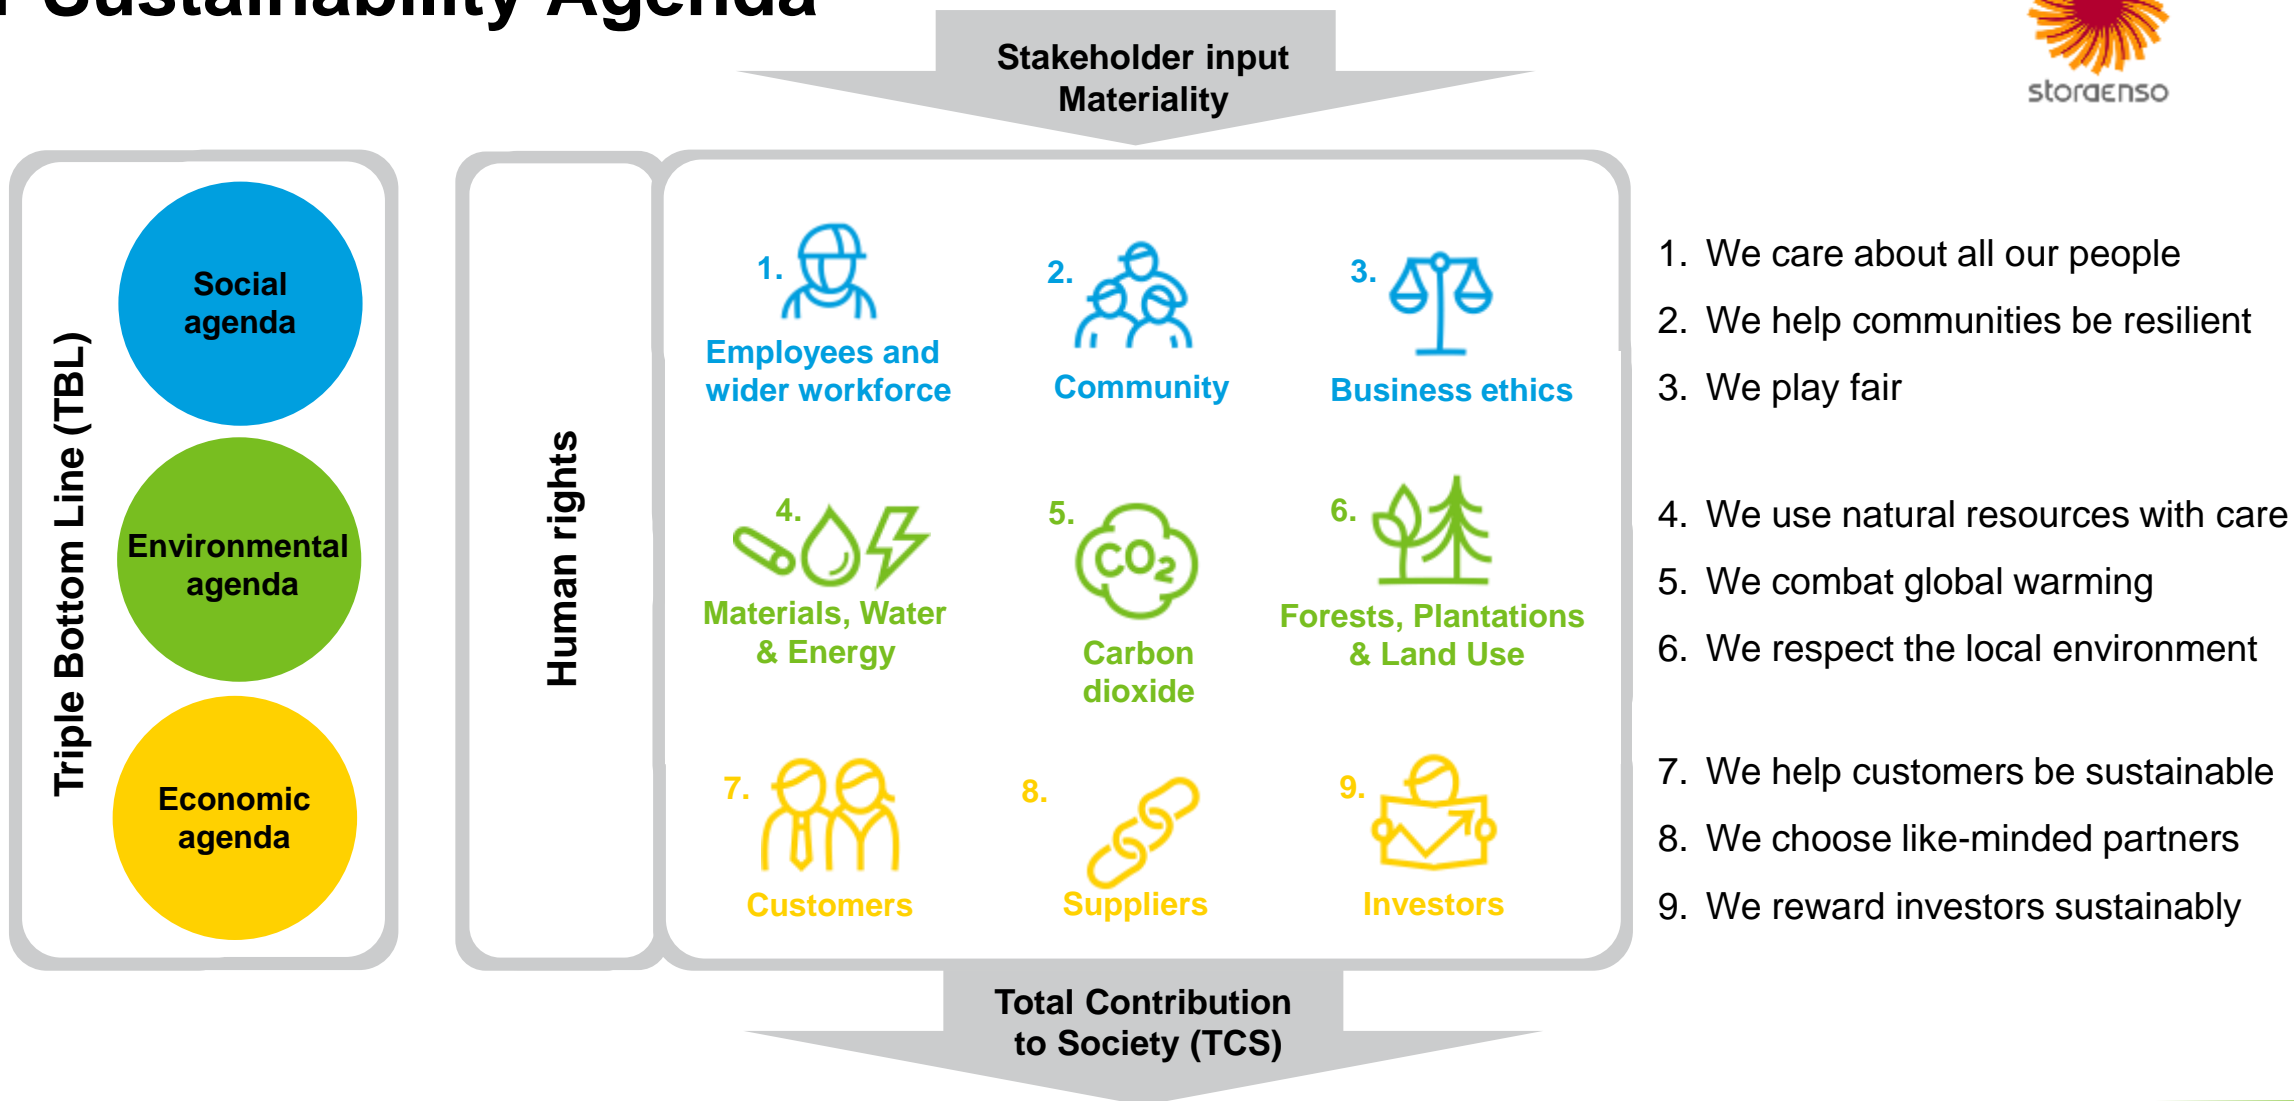 Sustainability Agenda
storaenso
Stakeholder input
Materiality
Triple Bottom Line (TBL)
Social
agenda
Environmental
agenda
Economic
agenda
Human rights
1.
Employees and
wider workforce
2.
Community
3.
Business ethics
4.
Materials, Water
& Energy
5.
CO2
Carbon
dioxide
6.
Forests, Plantations
& Land Use
7.
Customers
8.
Suppliers
9.
Investors
1. We care about all our people
2. We help communities be resilient
3. We play fair
4. We use natural resources with care
5. We combat global warming
6. We respect the local environment
7. We help customers be sustainable
8. We choose like-minded partners
9. We reward investors sustainably
Total Contribution
to Society (TCS)